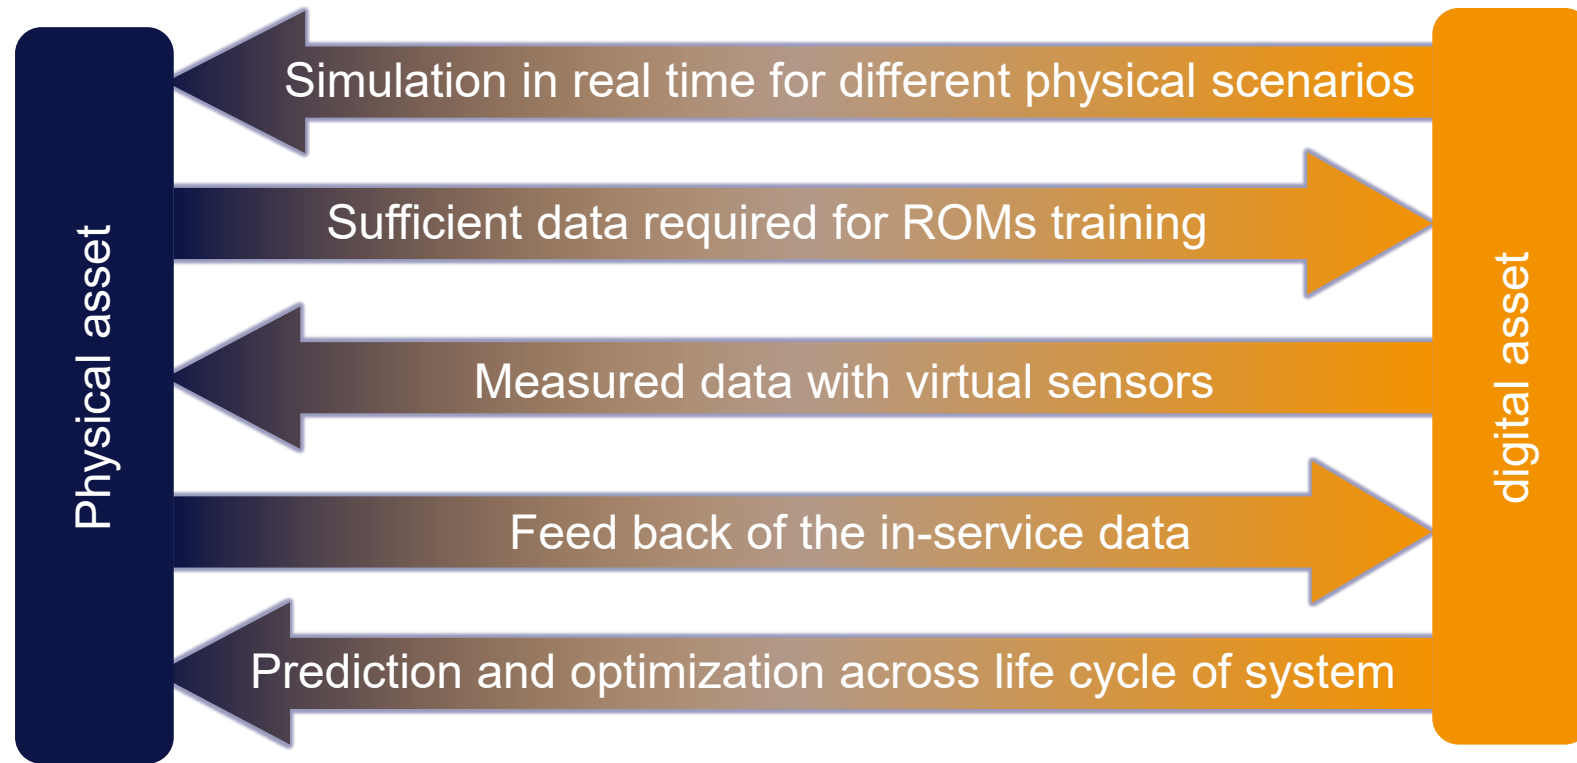 Physical asset
Simulation in real time for different physical scenarios
Sufficient data required for ROMs training
Measured data with virtual sensors
Feed back of the in-service data
Prediction and optimization across life cycle of system
digital asset